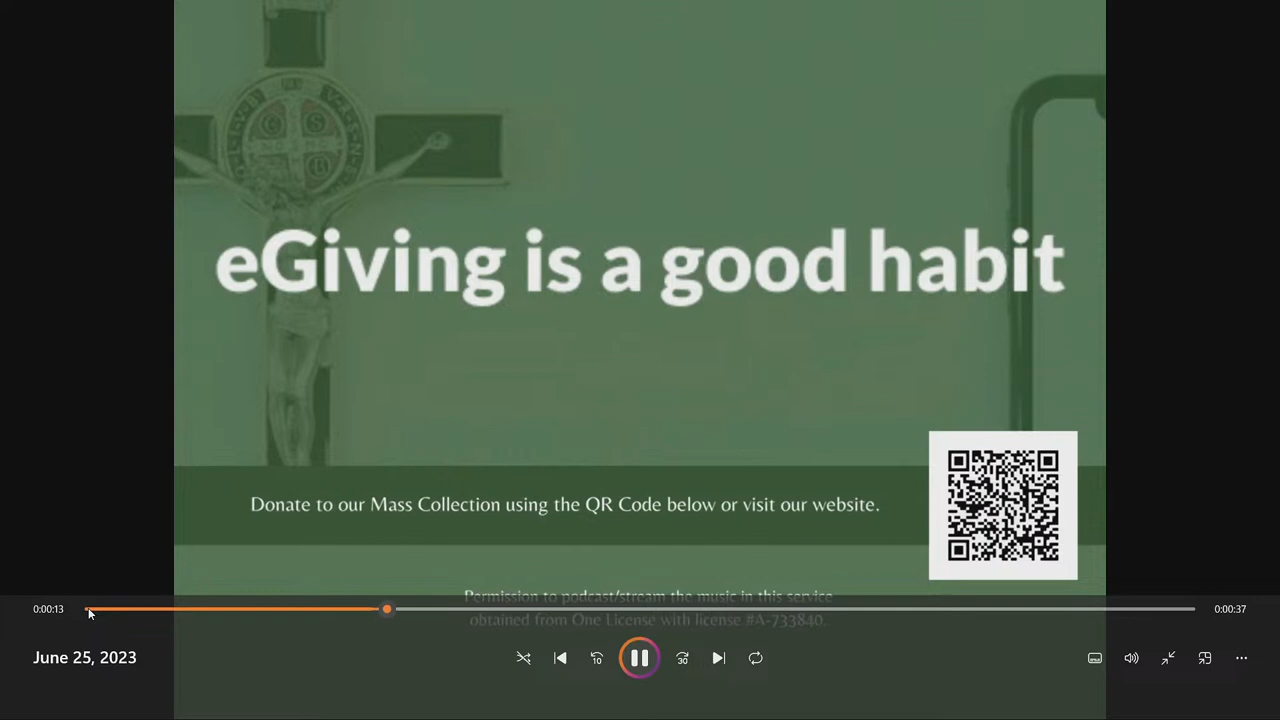 eGiving is a good habit
Donate to our Mass Collection using the QR Code below or visit our website.
Permission to podcast/stream the music in this service
obtained from One License with license #A-733840.
0:00:13
0:00:37
June 25, 2023
10
30